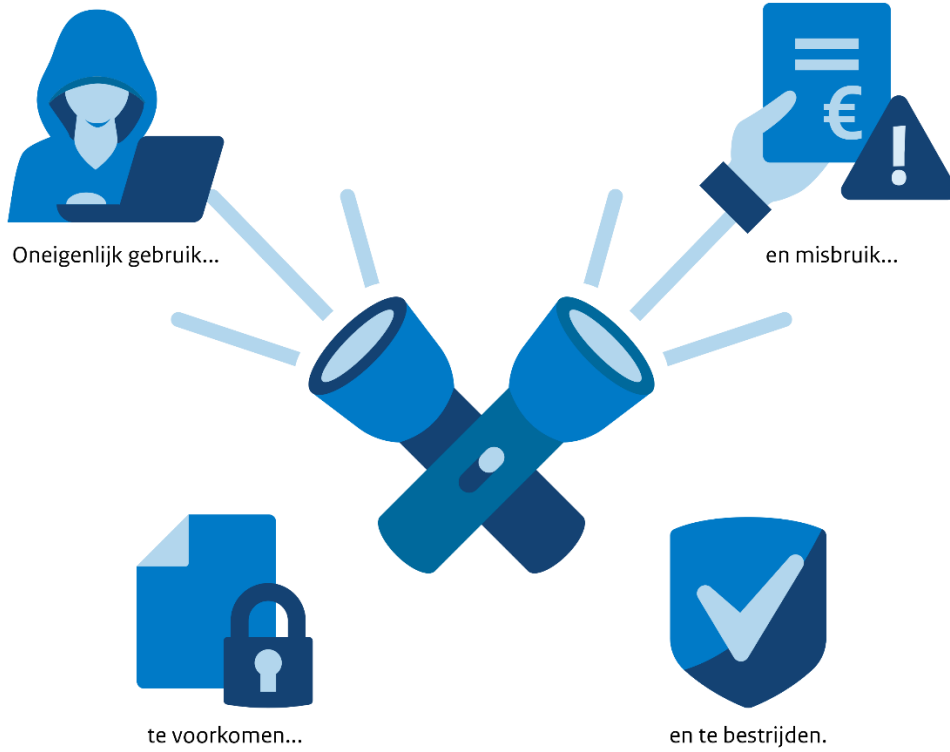 Oneigenlijk gebruik...
€
!
en misbruik...
te voorkomen...
en te bestrijden.